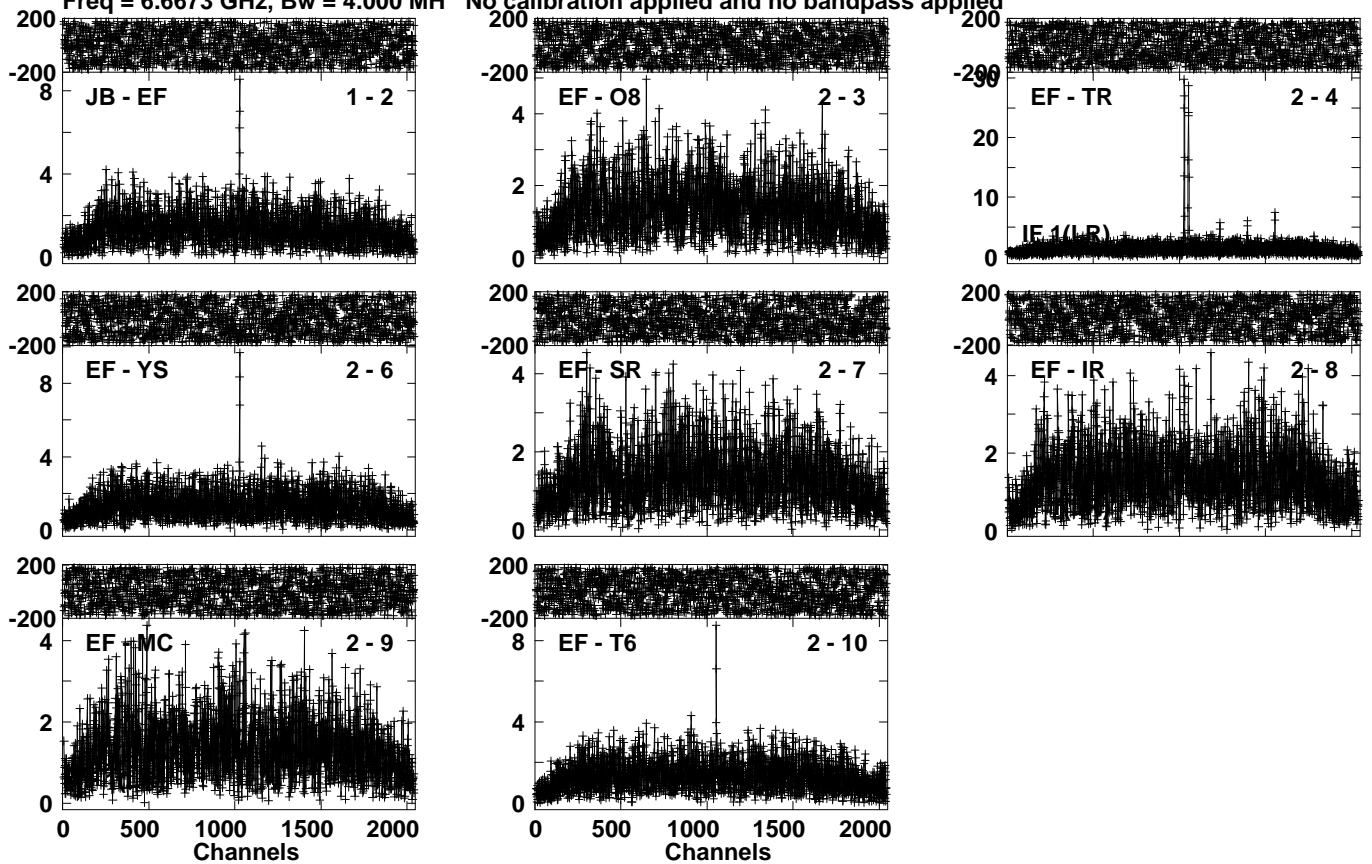 Freq = 6.6673 GHz, Bw = 4.000 MH No calibration applied and no bandpass applied
200 200 200
-200 -200 -200
JB - EF 1 - 2 EF - O8 2 - 3 EF - TR 2 - 4
8 4 30
4 2 20
0 0 10
IF 1(LR)
0
200 200 200
-200 -200 -200
EF - YS 2 - 6 EF - SR 2 - 7 EF - IR 2 - 8
8 4 4
4 2 2
0 0 0
200 200
-200 -200
EF - MC 2 - 9 EF - T6 2 - 10
4 8
2 4
0 0
0 500 1000 1500 2000 0 500 1000 1500 2000
Channels Channels